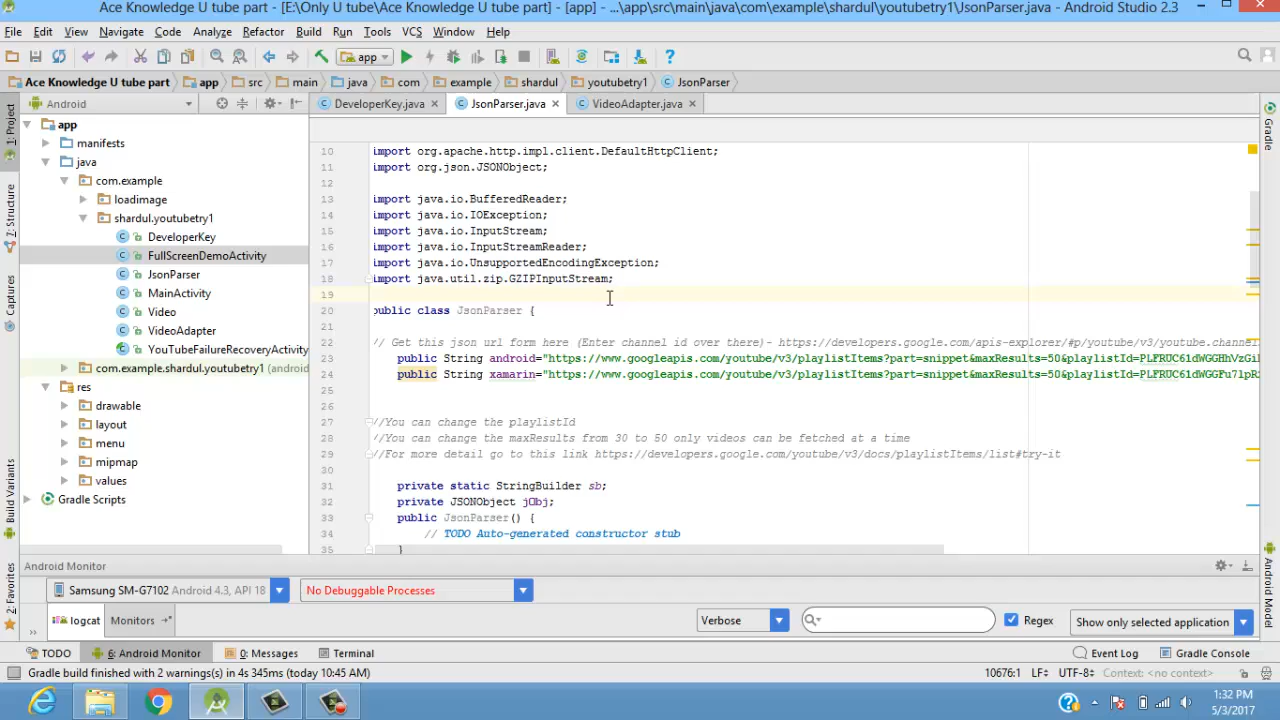 Ace Knowledge U tube part - [E:\Only U tube\Ace Knowledge U tube part] - [app] - ...\app\src\main\java\com\example\shardul\youtubetry1\JsonParser.java - Android Studio 2.3
File Edit View Navigate Code Analyze Refactor Build Run Tools VCS Window Help
app
Ace Knowledge U tube part app src main java com example shardul youtubetry1 JsonParser
Android
DeveloperKey.java JsonParser.java VideoAdapter.java
1: Project
7: Structure
Captures
Build Variants
2: Favorites
app
manifests
java
com.example
loadimage
shardul.youtubetry1
DeveloperKey
FullScreenDemoActivity
JsonParser
MainActivity
Video
VideoAdapter
YouTubeFailureRecoveryActivity
com.example.shardul.youtubetry1 (android
res
drawable
layout
menu
mipmap
values
Gradle Scripts
10 import org.apache.http.impl.client.DefaultHttpClient;
11 import org.json.JSONObject;
12
13 import java.io.BufferedReader;
14 import java.io.IOException;
15 import java.io.InputStream;
16 import java.io.InputStreamReader;
17 import java.io.UnsupportedEncodingException;
18 import java.util.zip.GZIPInputStream;
19
20 public class JsonParser {
21
22 // Get this json url form here (Enter channel id over there)- https://developers.google.com/apis-explorer/#p/youtube/v3/youtube.channel
23 public String android="https://www.googleapis.com/youtube/v3/playlistItems?part=snippet&maxResults=50&playlistId=PLFRUC61dWGGHhVzGi
24 public String xamarin="https://www.googleapis.com/youtube/v3/playlistItems?part=snippet&maxResults=50&playlistId=PLFRUC61dWGGFu7lpR
25
26
27 //You can change the playlistId
28 //You can change the maxResults from 30 to 50 only videos can be fetched at a time
29 //For more detail go to this link https://developers.google.com/youtube/v3/docs/playlistItems/list#try-it
30
31 private static StringBuilder sb;
32 private JSONObject jObj;
33 public JsonParser() {
34 // TODO Auto-generated constructor stub
35 }
Gradle
Android Model
Android Monitor
Samsung SM-G7102 Android 4.3, API 18 No Debuggable Processes
logcat Monitors Verbose Regex Show only selected application
TODO 6: Android Monitor 0: Messages Terminal Event Log Gradle Console
Gradle build finished with 2 warning(s) in 4s 345ms (today 10:45 AM) 10676:1 LF UTF-8 Context: <no context>
1:32 PM
5/3/2017